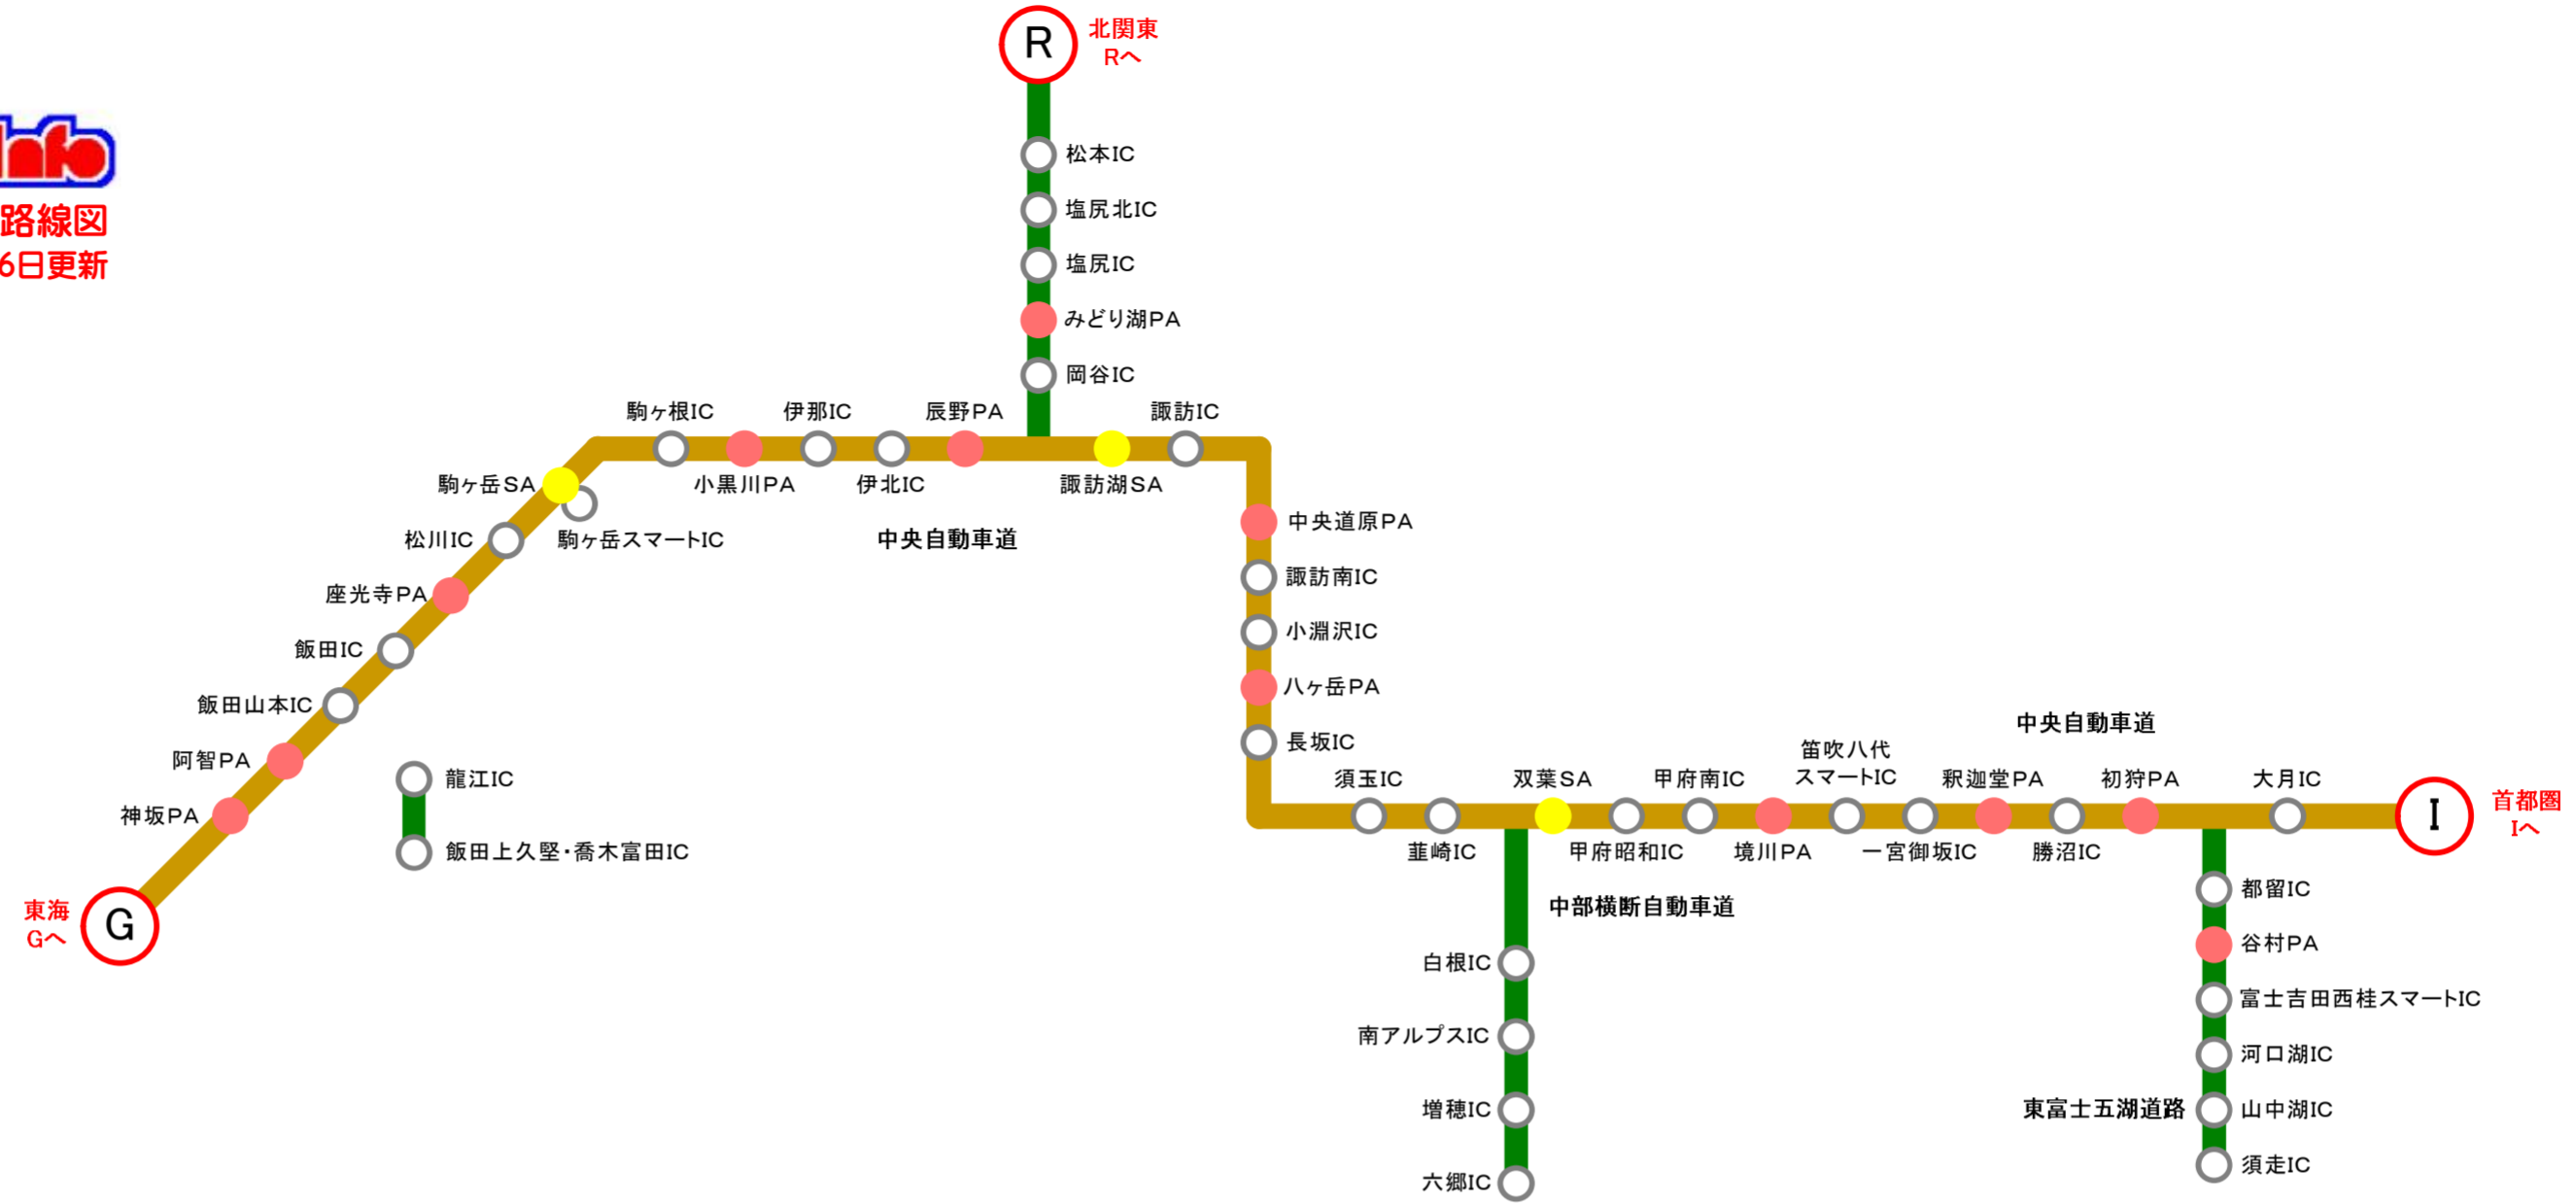 R
北関東
Rへ
nfo
路線図
6日更新
松本IC
塩尻北IC
塩尻IC
みどり湖PA
岡谷IC
駒ヶ根IC
伊那IC
辰野PA
諏訪IC
駒ヶ岳SA
小黒川PA
伊北IC
諏訪湖SA
松川IC
駒ヶ岳スマートIC
中央自動車道
中央道原PA
座光寺PA
諏訪南IC
飯田IC
小淵沢IC
飯田山本IC
八ヶ岳PA
阿智PA
長坂IC
中央自動車道
龍江IC
須玉IC
双葉SA
甲府南IC
笛吹八代
スマートIC
釈迦堂PA
初狩PA
大月IC
神坂PA
I
首都圏
Iへ
飯田上久堅・喬木富田IC
韮崎IC
甲府昭和IC
境川PA
一宮御坂IC
勝沼IC
東海
Gへ
G
中部横断自動車道
都留IC
白根IC
谷村PA
富士吉田西桂スマートIC
南アルプスIC
河口湖IC
増穂IC
東富士五湖道路
山中湖IC
六郷IC
須走IC